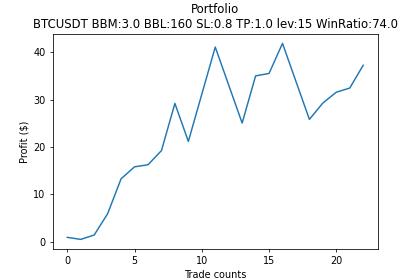 Portfolio
BTCUSDT BBM:3.0 BBL:160 SL:0.8 TP:1.0 lev:15 WinRatio:74.0
40
30
20
10
0
Profit ($)
0 5 10 15 20
Trade counts